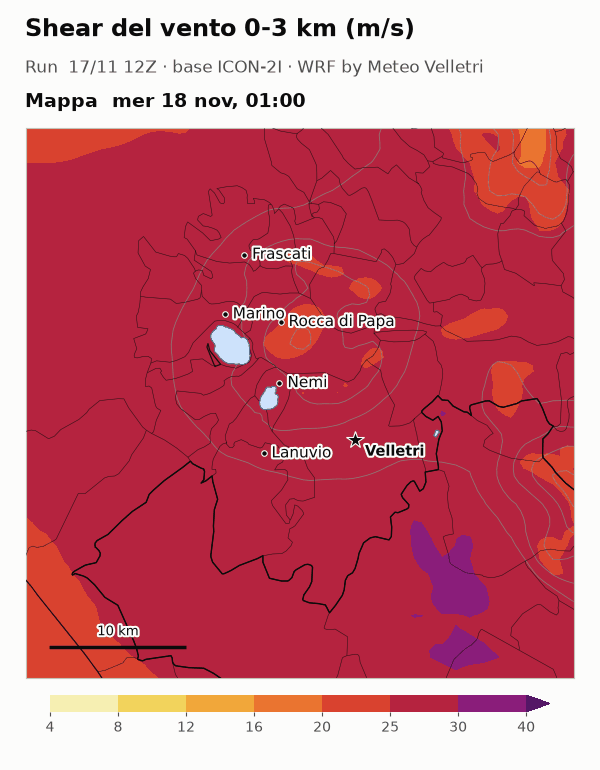 Shear del vento 0-3 km (m/s)
Run  17/11 12Z · base ICON-2I · WRF by Meteo Velletri
Mappa  mer 18 nov, 01:00
Frascati
Marino
Rocca di Papa
Nemi
Lanuvio
Velletri
10 km
4 8 12 16 20 25 30 40